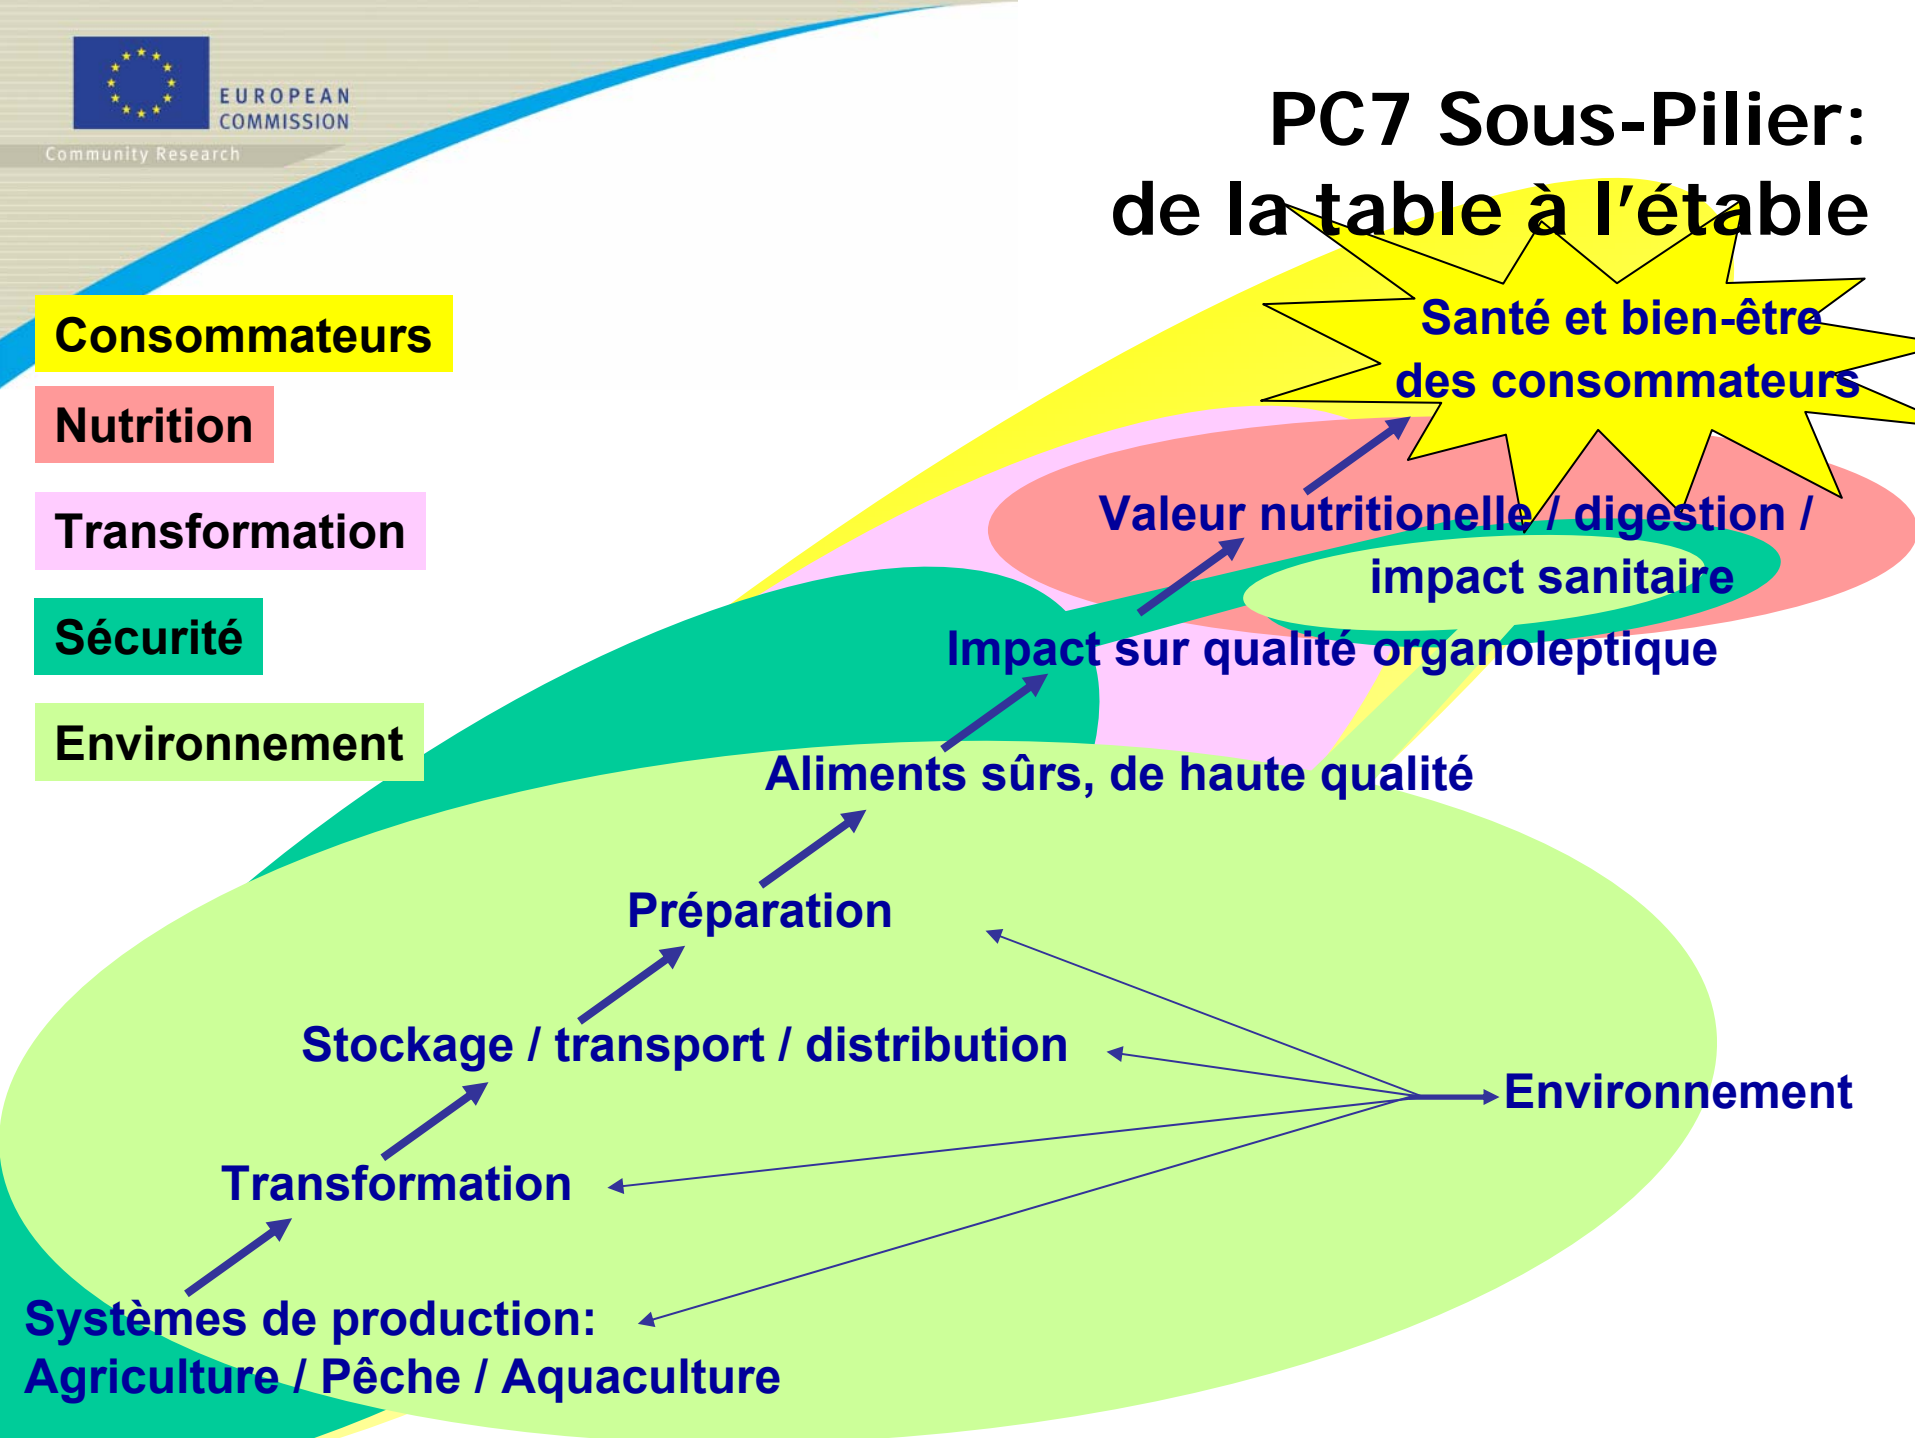 EUROPEAN
COMMISSION
Community Research
PC7 Sous-Pilier:
de la table à l’étable
Consommateurs
Nutrition
Transformation
Sécurité
Environnement
Santé et bien-être
des consommateurs
Valeur nutritionelle / digestion /
impact sanitaire
Impact sur qualité organoleptique
Aliments sûrs, de haute qualité
Préparation
Stockage / transport / distribution
Environnement
Transformation
Systèmes de production:
Agriculture / Pêche / Aquaculture